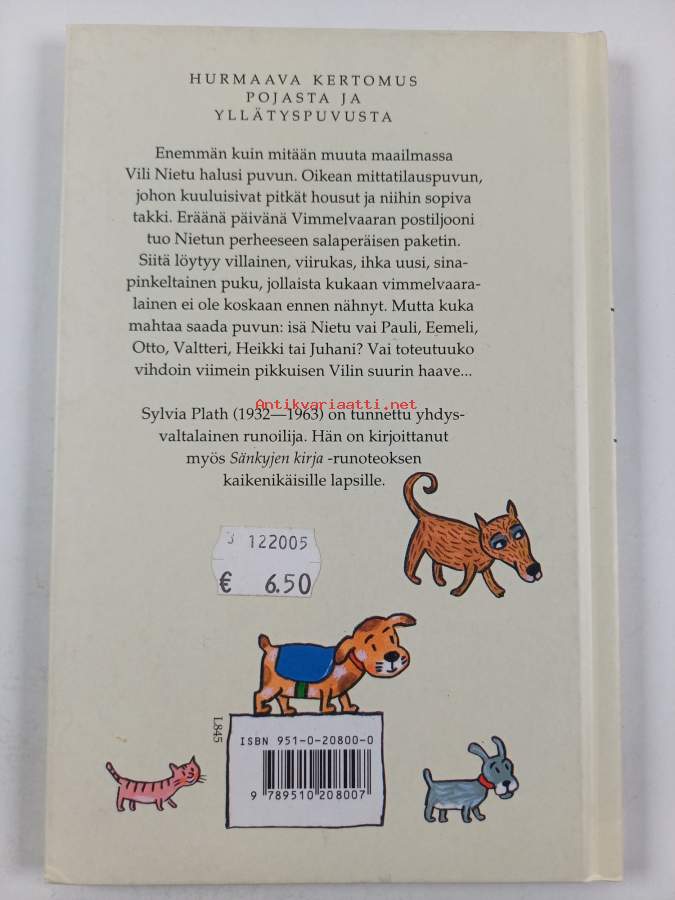 HURMAAVA KERTOMUS
POJASTA JA
YLLÄTYSPUVUSTA
Enemmän kuin mitään muuta maailmassa
Vili Nietu halusi puvun. Oikean mittatilauspuvun,
johon kuuluisivat pitkät housut ja niihin sopiva
takki. Eräänä päivänä Vimmelvaaran postiljooni
tuo Nietun perheeseen salaperäisen paketin.
Siitä löytyy villainen, viirukas, ihka uusi, sina-
pinkeltainen puku, jollaista kukaan vimmelvaara-
lainen ei ole koskaan ennen nähnyt. Mutta kuka
mahtaa saada puvun: isä Nietu vai Pauli, Eemeli,
Otto, Valtteri, Heikki tai Juhani? Vai toteutuuko
vihdoin viimein pikkuisen Vilin suurin haave...
Antikvariaatti.net
Sylvia Plath (1932—1963) on tunnettu yhdys-
valtalainen runoilija. Hän on kirjoittanut
myös Sänkyjen kirja -runoteoksen
kaikenikäisille lapsille.
3 122005
€ 6.50
L845
ISBN 951-0-20800-0
9 789510 208007